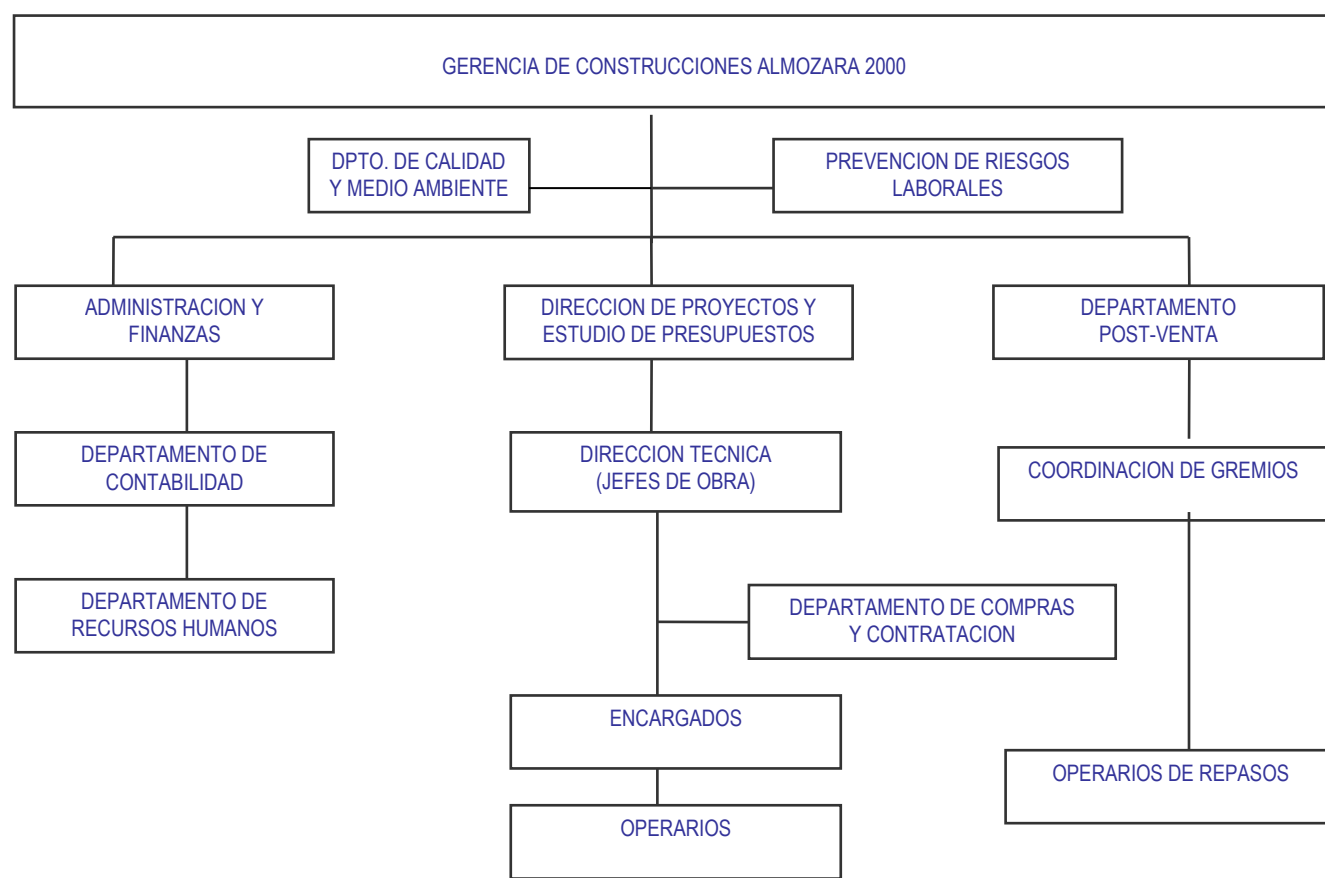 GERENCIA DE CONSTRUCCIONES ALMOZARA 2000
DPTO. DE CALIDAD
Y MEDIO AMBIENTE
PREVENCION DE RIESGOS
LABORALES
ADMINISTRACION Y
FINANZAS
DIRECCION DE PROYECTOS Y
ESTUDIO DE PRESUPUESTOS
DEPARTAMENTO
POST-VENTA
DEPARTAMENTO DE
CONTABILIDAD
DIRECCION TECNICA
(JEFES DE OBRA)
COORDINACION DE GREMIOS
DEPARTAMENTO DE
RECURSOS HUMANOS
DEPARTAMENTO DE COMPRAS
Y CONTRATACION
ENCARGADOS
OPERARIOS DE REPASOS
OPERARIOS